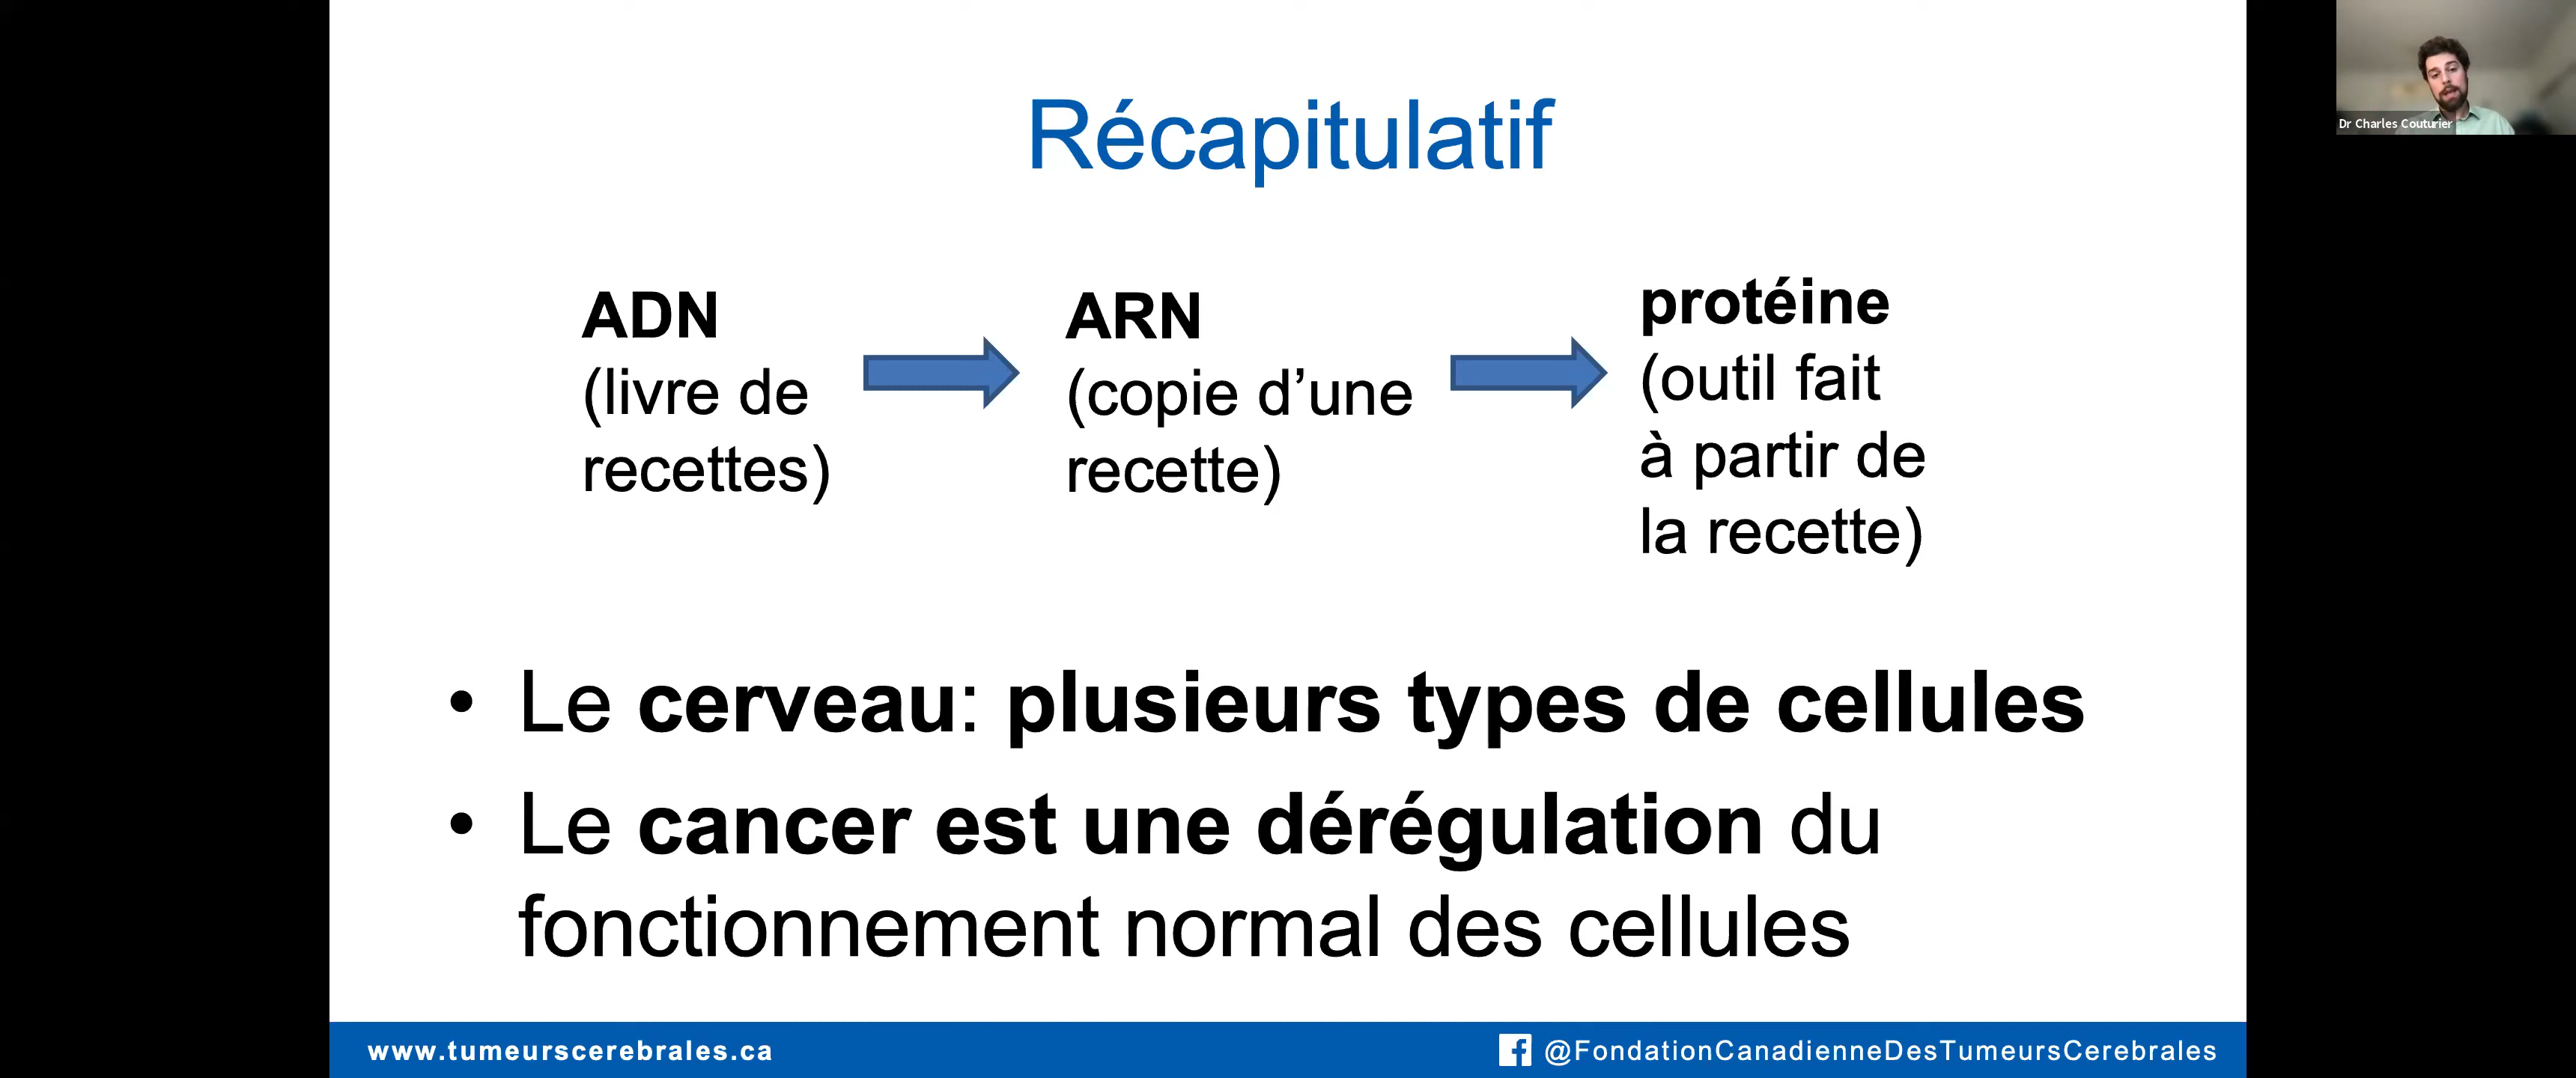 Récapitulatif
ADN
(livre de
recettes)
ARN
(copie d’une
recette)
protéine
(outil fait
à partir de
la recette)
• Le cerveau: plusieurs types de cellules
• Le cancer est une dérégulation du
fonctionnement normal des cellules
www.tumeurscerebrales.ca
@FondationCanadienneDesTumeursCerebrales
Dr Charles Couturier